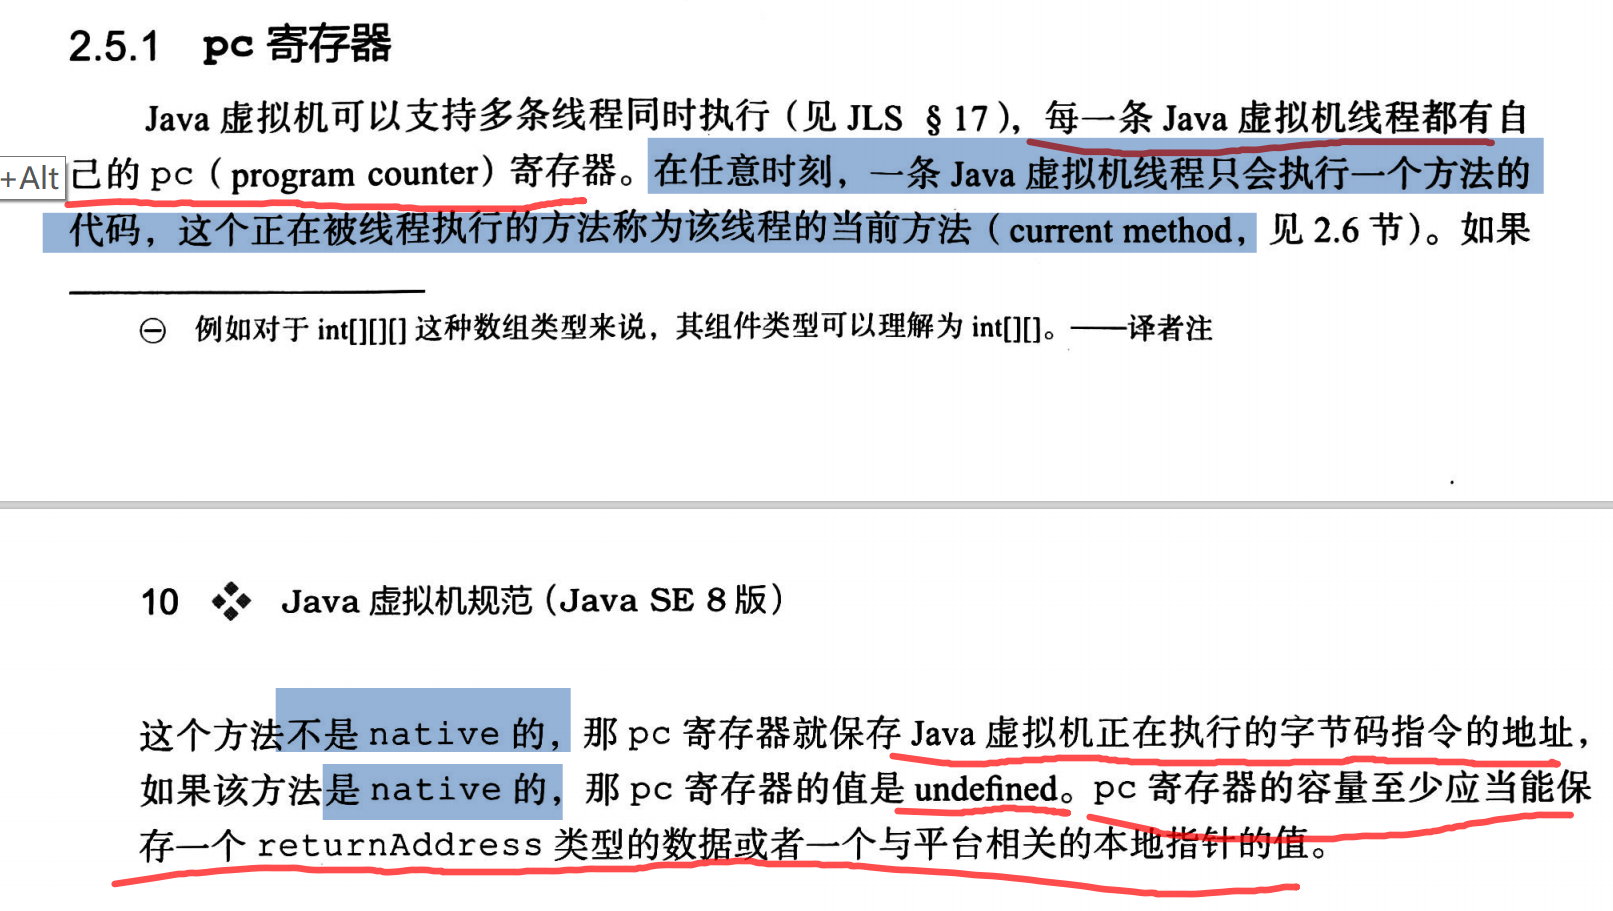 2.5.1 pc 寄存器
Java 虚拟机可以支持多条线程同时执行（见 JLS §17），每一条 Java 虚拟机线程都有自
+Alt
己的 pc（program counter）寄存器。在任意时刻，一条 Java 虚拟机线程只会执行一个方法的
代码，这个正在被线程执行的方法称为该线程的当前方法（current method，见 2.6 节）。如果
㊀ 例如对于 int[][][] 这种数组类型来说，其组件类型可以理解为 int[][]。——译者注
10 ❖ Java 虚拟机规范（Java SE 8 版）
这个方法不是 native 的，那 pc 寄存器就保存 Java 虚拟机正在执行的字节码指令的地址，
如果该方法是 native 的，那 pc 寄存器的值是 undefined。pc 寄存器的容量至少应当能保
存一个 returnAddress 类型的数据或者一个与平台相关的本地指针的值。